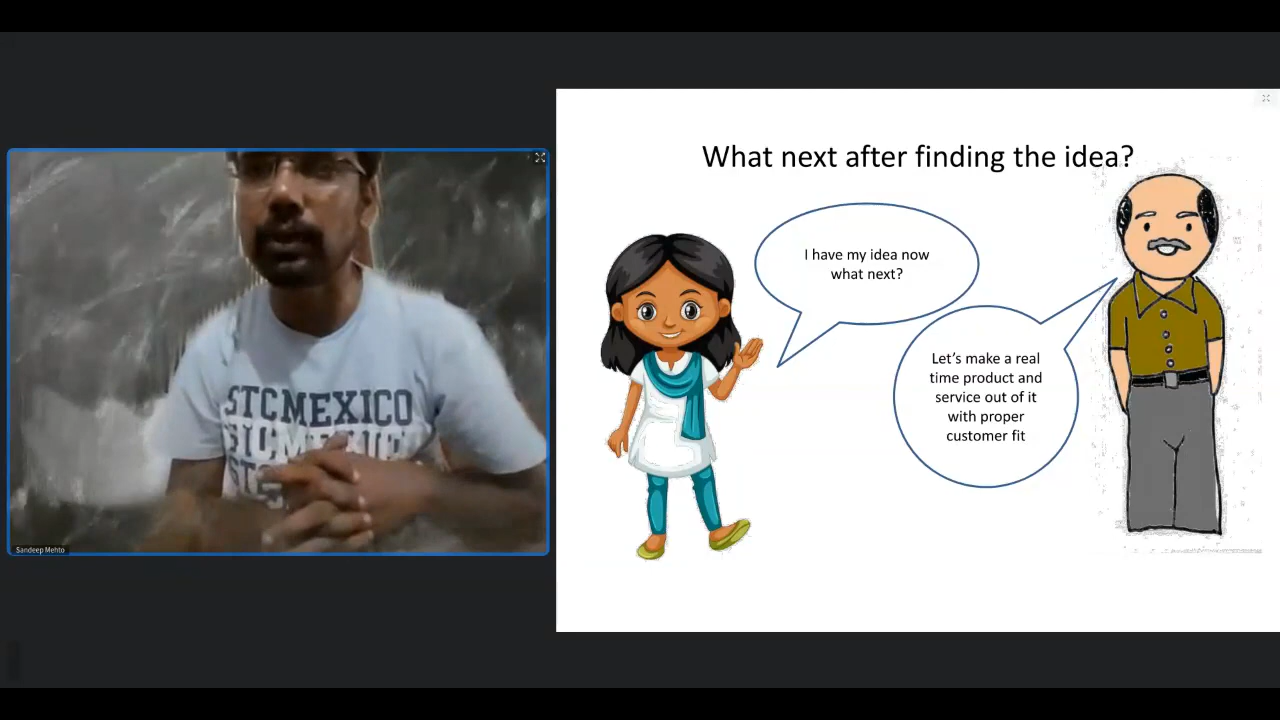 What next after finding the idea?
I have my idea now
what next?
Let's make a real
time product and
service out of it
with proper
customer fit
STCMEXICO
Sandeep Mehto